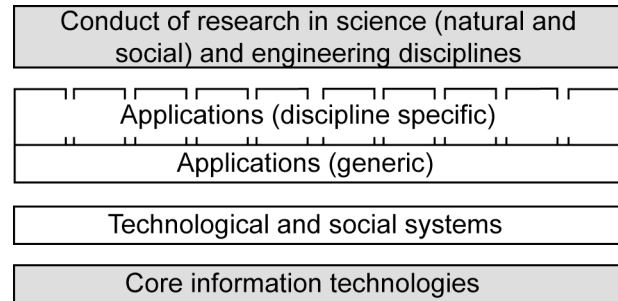 Conduct of research in science (natural and
social) and engineering disciplines
Applications (discipline specific)
Applications (generic)
Technological and social systems
Core information technologies